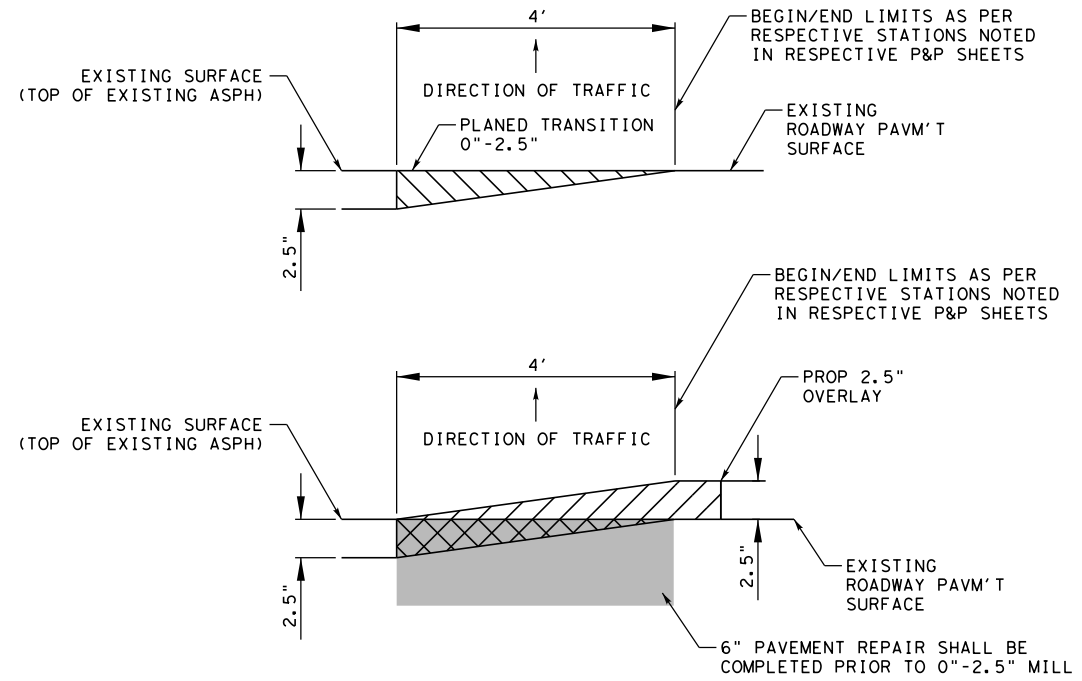 4'
BEGIN/END LIMITS AS PER
RESPECTIVE STATIONS NOTED
IN RESPECTIVE P&P SHEETS
EXISTING SURFACE
(TOP OF EXISTING ASPH)
DIRECTION OF TRAFFIC
PLANED TRANSITION
0"-2.5"
EXISTING
ROADWAY PAVM'T
SURFACE
2.5"
BEGIN/END LIMITS AS PER
RESPECTIVE STATIONS NOTED
IN RESPECTIVE P&P SHEETS
4'
PROP 2.5"
OVERLAY
EXISTING SURFACE
(TOP OF EXISTING ASPH)
DIRECTION OF TRAFFIC
2.5"
2.5"
EXISTING
ROADWAY PAVM'T
SURFACE
6" PAVEMENT REPAIR SHALL BE
COMPLETED PRIOR TO 0"-2.5" MILL